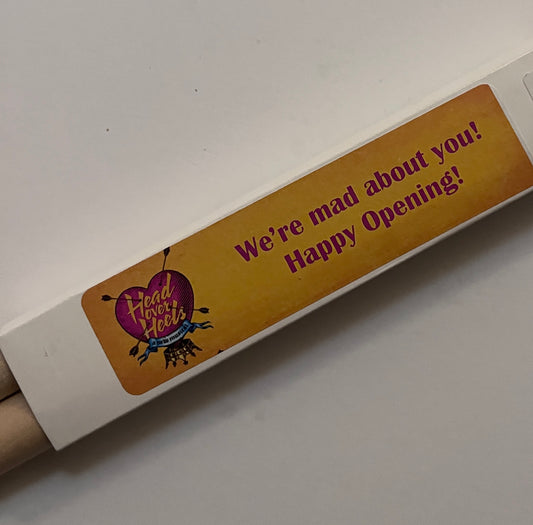 We're mad about you!
Happy Opening!
Head
over
Heels